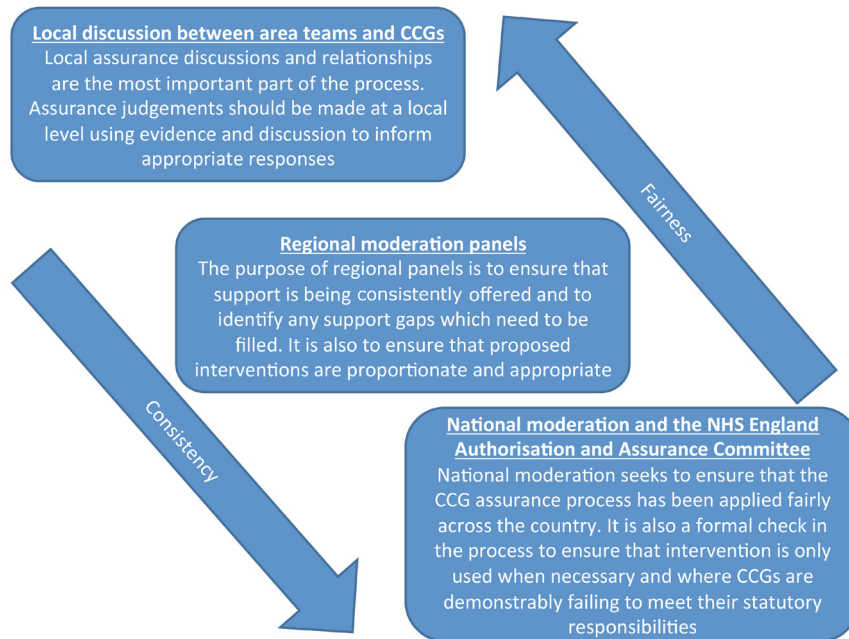 Local discussion between area teams and CCGs
Local assurance discussions and relationships
are the most important part of the process.
Assurance judgements should be made at a local
level using evidence and discussion to inform
appropriate responses
Fairness
Regional moderation panels
The purpose of regional panels is to ensure that
support is being consistently offered and to
identify any support gaps which need to be
filled. It is also to ensure that proposed
interventions are proportionate and appropriate
Consistency
National moderation and the NHS England
Authorisation and Assurance Committee
National moderation seeks to ensure that the
CCG assurance process has been applied fairly
across the country. It is also a formal check in
the process to ensure that intervention is only
used when necessary and where CCGs are
demonstrably failing to meet their statutory
responsibilities